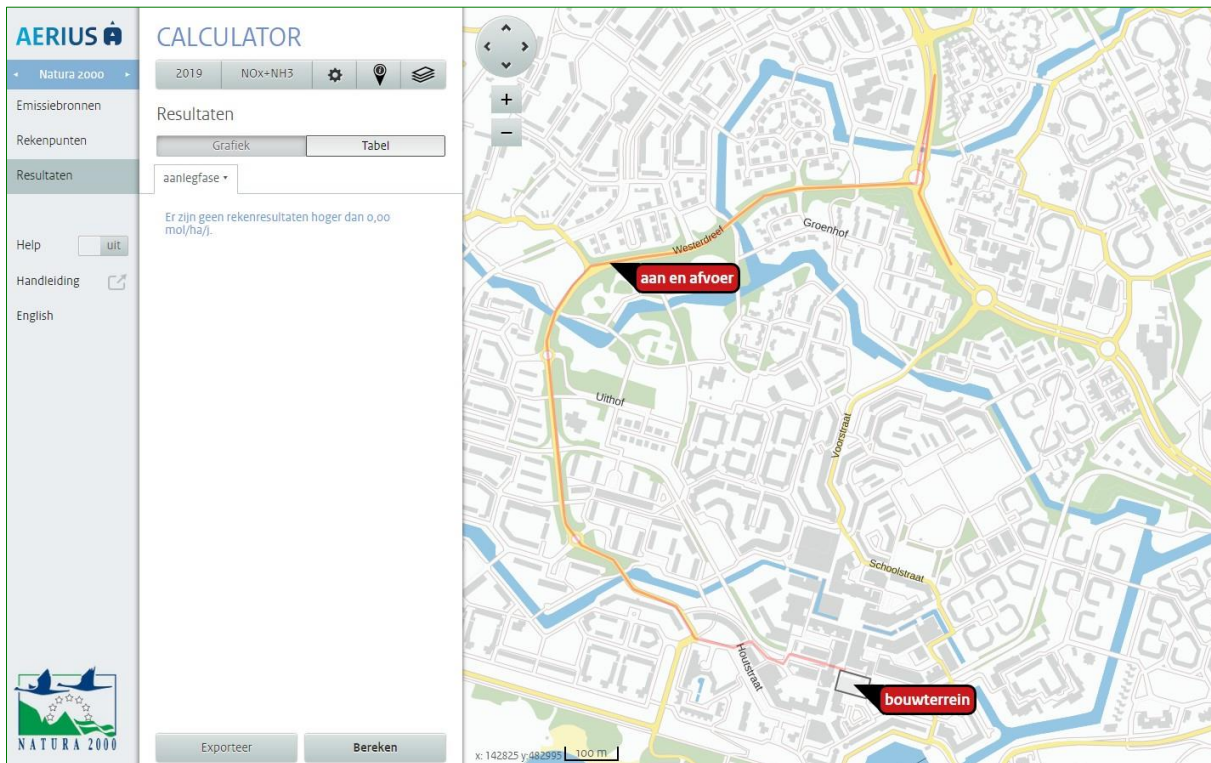 AERIUS
CALCULATOR
Natura 2000
2019
NOx+NH3
Emissiebronnen
Rekenpunten
Resultaten
Help
uit
Handleiding
English
Resultaten
Grafiek
Tabel
aanlegfase
Er zijn geen rekenresultaten hoger dan 0,00
mol/ha/j.
Exporteer
Bereken
NATURA 2000
+
−
Groenhof
Westerdreef
aan en afvoer
Uithof
Voorstraat
Schoolstraat
Houtstraat
bouwterrein
x: 142825 y:482995
100 m